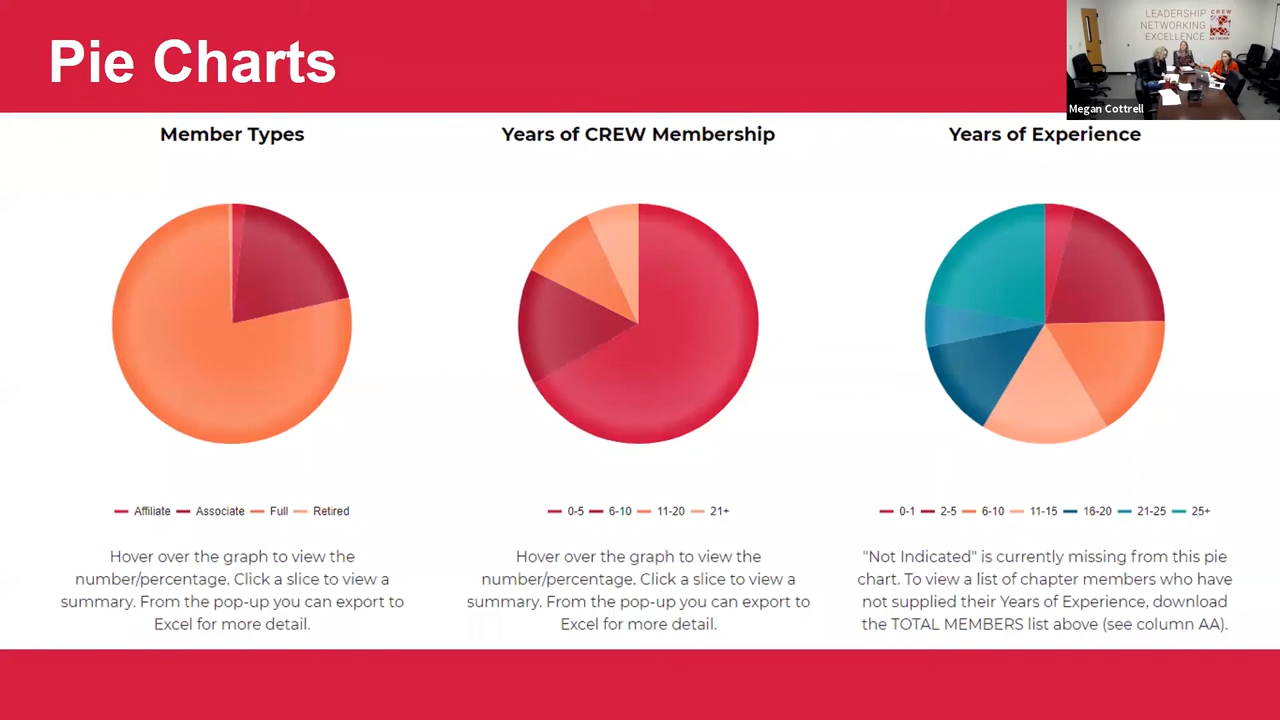 Pie Charts
LEADERSHIP
NETWORKING
EXCELLENCE
CREW
NETWORK
Megan Cottrell
Member Types
Affiliate Associate Full Retired
Hover over the graph to view the
number/percentage. Click a slice to view a
summary. From the pop-up you can export to
Excel for more detail.
Years of CREW Membership
0-5 6-10 11-20 21+
Hover over the graph to view the
number/percentage. Click a slice to view a
summary. From the pop-up you can export to
Excel for more detail.
Years of Experience
0-1 2-5 6-10 11-15 16-20 21-25 25+
"Not Indicated" is currently missing from this pie
chart. To view a list of chapter members who have
not supplied their Years of Experience, download
the TOTAL MEMBERS list above (see column AA).